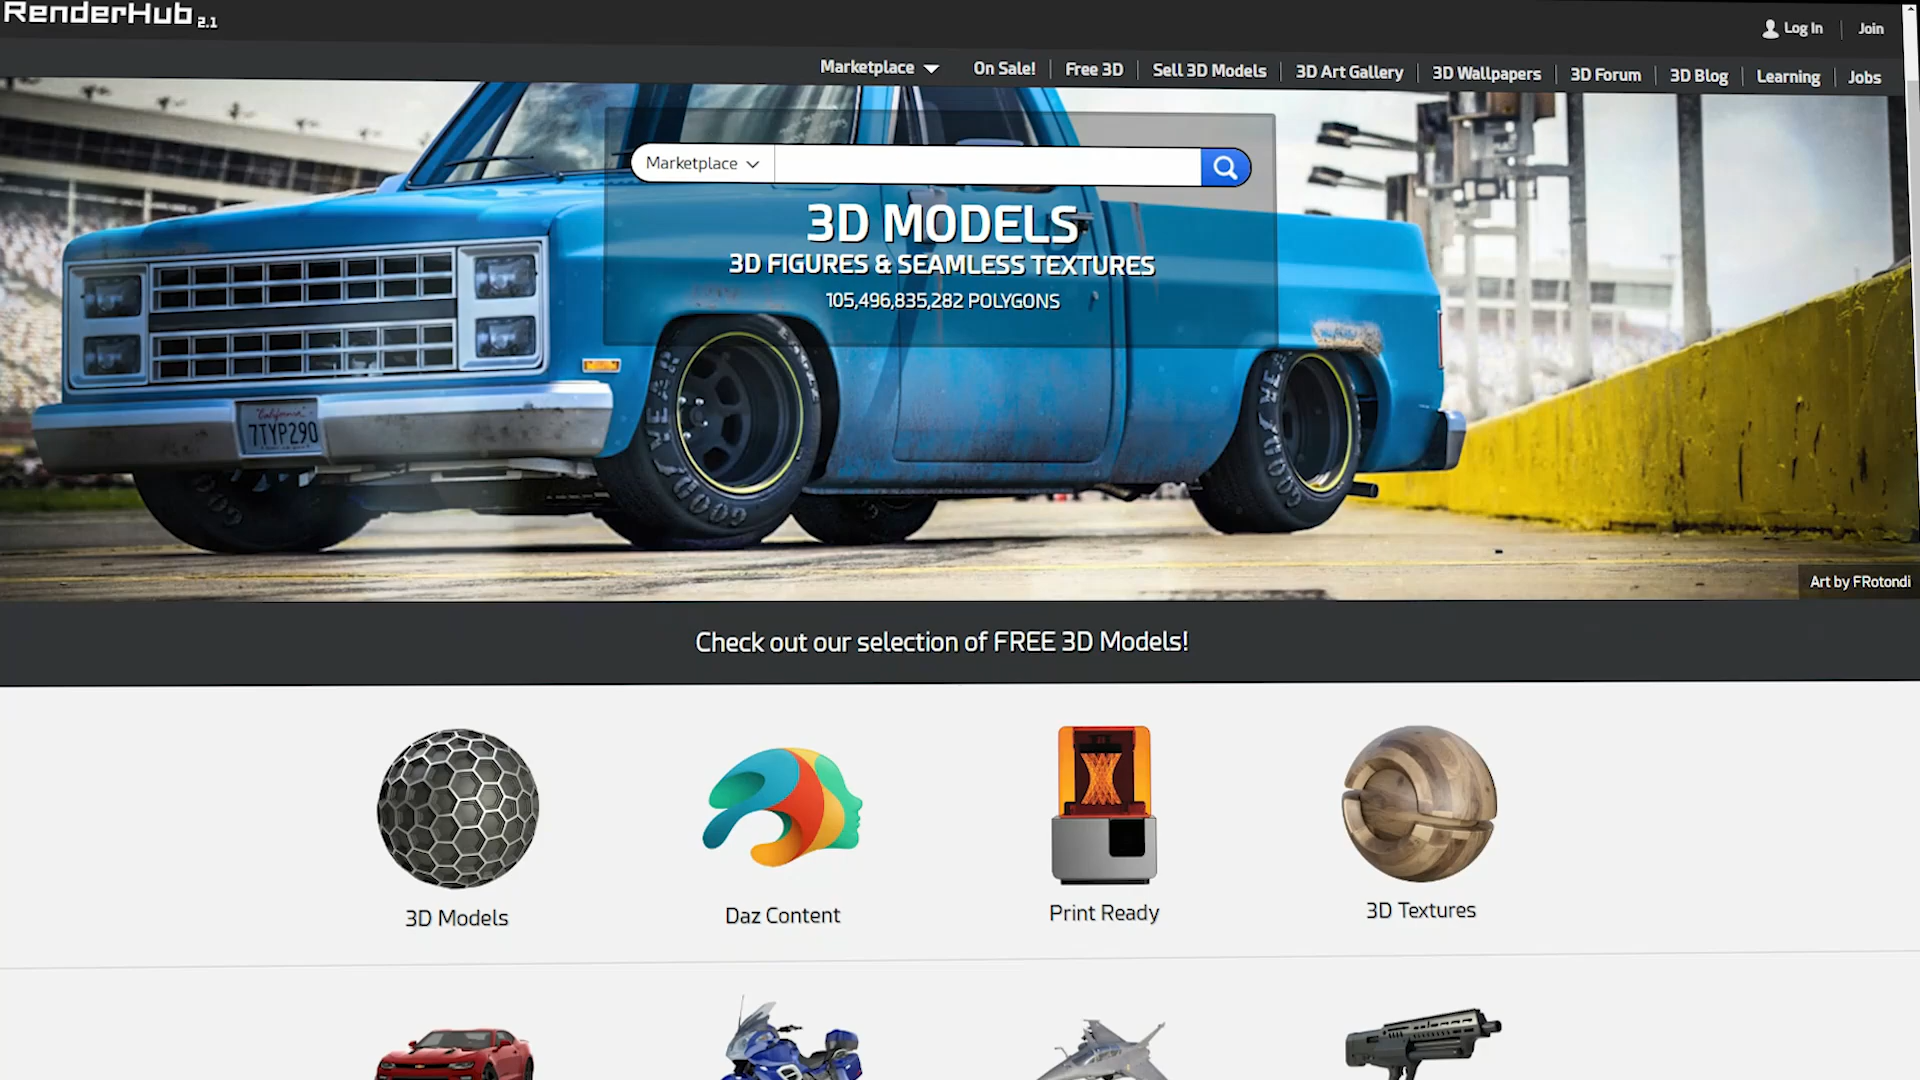 RenderHub 2.1
Log In
Join
Marketplace
On Sale!
Free 3D
Sell 3D Models
3D Art Gallery
3D Wallpapers
3D Forum
3D Blog
Learning
Jobs
Marketplace
3D MODELS
3D FIGURES & SEAMLESS TEXTURES
105,496,835,282 POLYGONS
California
7TYP290
GOODYEAR
GOODYEAR
Art by FRotondi
Check out our selection of FREE 3D Models!
3D Models
Daz Content
Print Ready
3D Textures